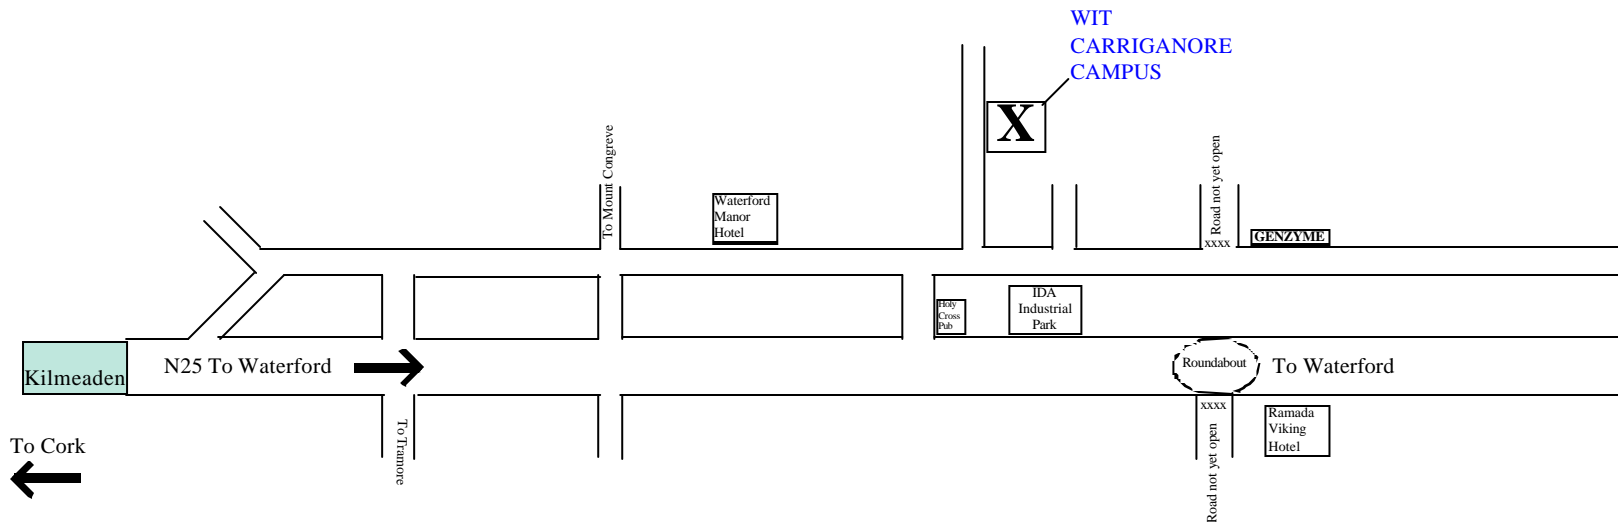 WIT
CARRIGANORE
CAMPUS
X
To Mount Congreve
Road not yet open
Waterford
Manor
Hotel
xxxx
GENZYME
Holy
Cross
Pub
IDA
Industrial
Park
Kilmeaden
N25 To Waterford
Roundabout
To Waterford
xxxx
Ramada
Viking
Hotel
To Tramore
Road not yet open
To Cork